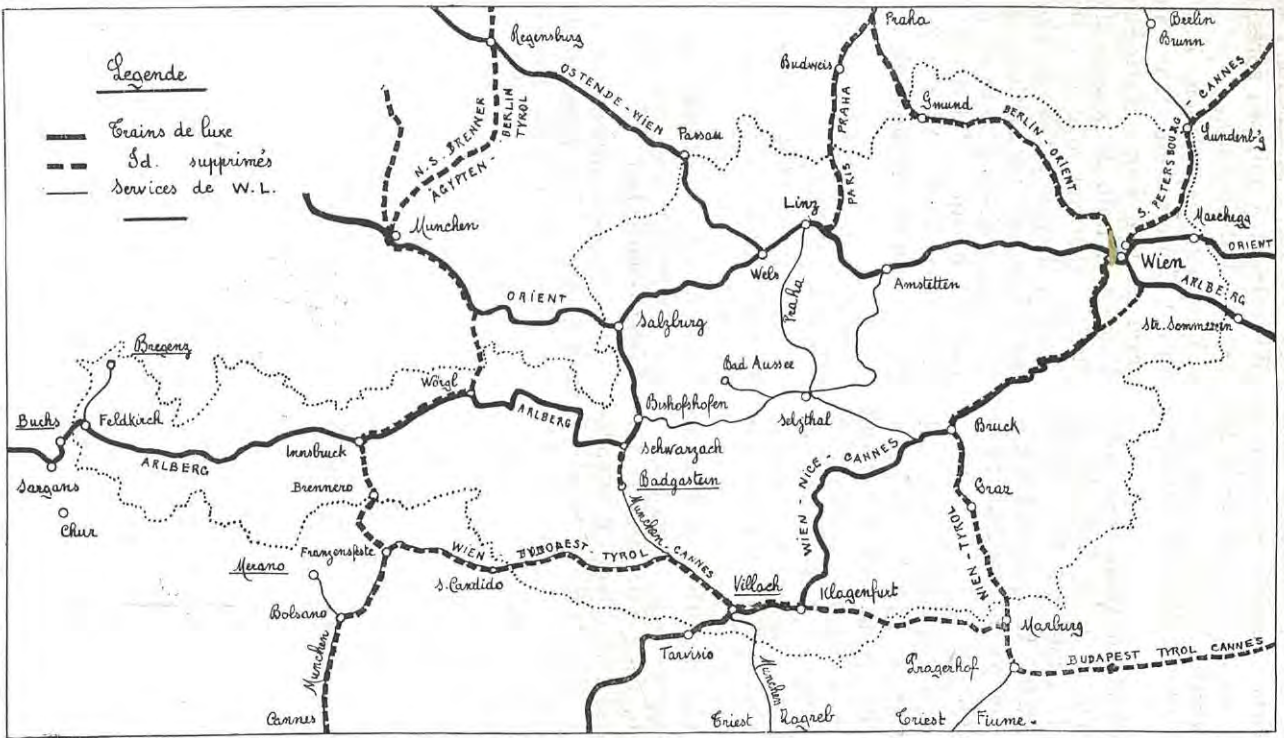 Legende
Trains de luxe
Id. supprimés
Services de W.L.
Regensburg
Praha
Berlin
Brunn
Budweis
Gmund
Lundenb'g
OSTENDE-WIEN
BERLIN
TYROL
N.S. BRENNER
ÄGYPTEN-
Passau
PARIS PRAHA
BERLIN-ORIENT
S. PETERSBOURG-CANNES
Munchen
Linz
Wels
Amstetten
Marchegg
Wien
ORIENT
ARLBERG
Str. Sommerein
ORIENT
Salzburg
Praha
Bregenz
Wörgl
Bad Aussee
Buchs
Feldkirch
ARLBERG
Bishofshofen
Selzthal
Bruck
ARLBERG
Innsbruck
Schwarzach
Sargans
Brennero
Badgastein
WIEN-NICE-CANNES
Graz
Chur
Franzensfeste
WIEN BUDOPEST-TYROL
Munchen-CANNES
WIEN-TYROL
Merano
S. Candido
Villach
Klagenfurt
Bolsano
Marburg
Tarvisio
Munchen
Munchen
Pragerhof
BUDAPEST TYROL CANNES
Cannes
Triest
Zagreb
Triest
Fiume.